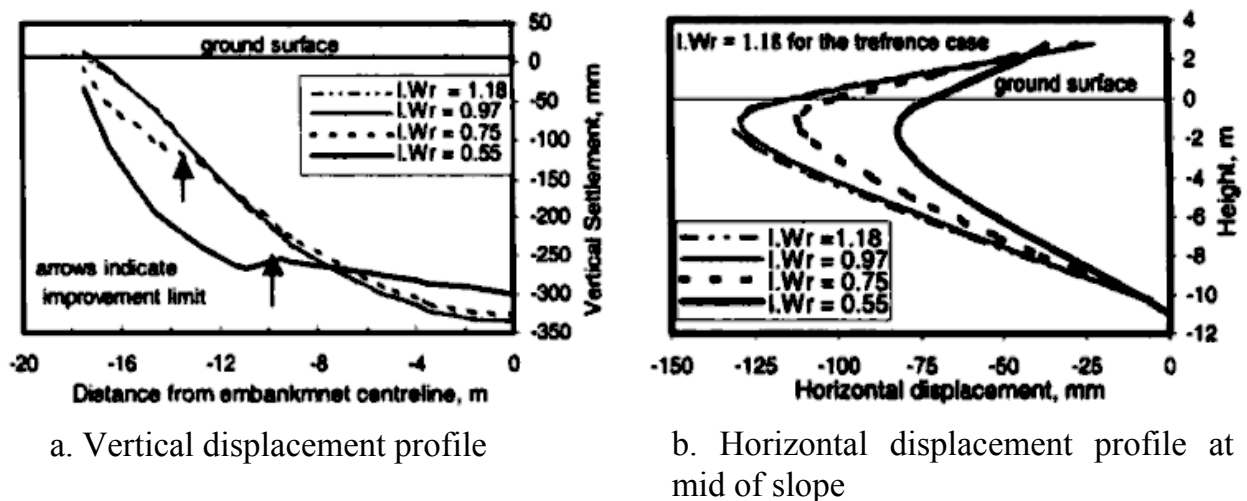 ground surface
I.Wr = 1.18
I.Wr = 0.97
I.Wr = 0.75
I.Wr = 0.55
arrows indicate
improvement limit
50
0
-50
-100
-150
-200
-250
-300
-350
Vertical Settlement, mm
-20 -16 -12 -8 -4 0
Distance from embankmnet centreline, m
a. Vertical displacement profile
I.Wr = 1.18 for the trefrence case
ground surface
I.Wr =1.18
I.Wr = 0.97
I.Wr = 0.75
I.Wr = 0.55
4
2
0
-2
-4
-6
-8
-10
-12
Height, m
-150 -125 -100 -75 -50 -25 0
Horizontal displacement, mm
b. Horizontal displacement profile at
mid of slope